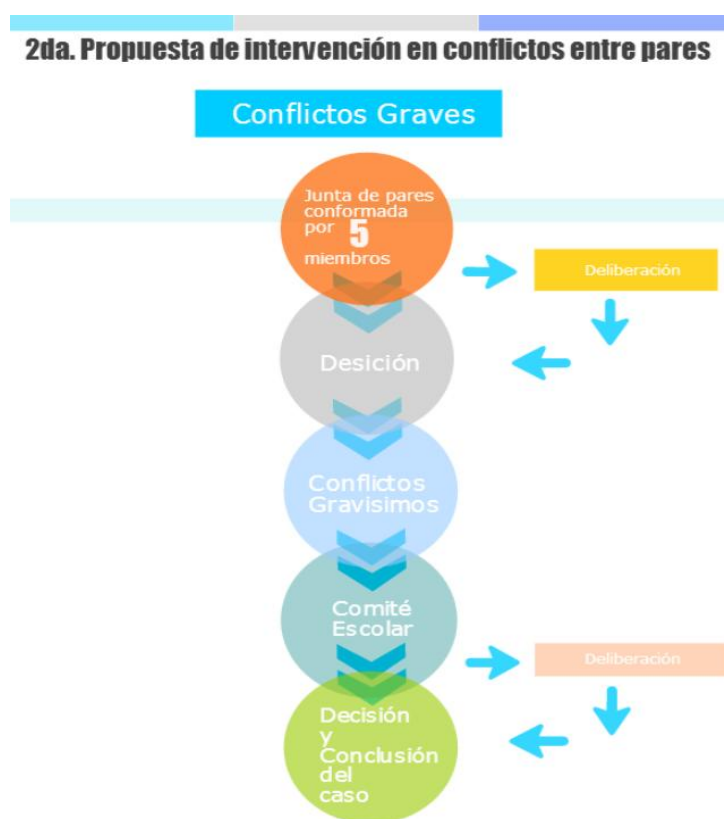 2da. Propuesta de intervención en conflictos entre pares
Conflictos Graves
Junta de pares
conformada
por 5
miembros
Deliberación
Desición
Conflictos
Gravisimos
Comité
Escolar
Deliberación
Decisión
y
Conclusión
del
caso